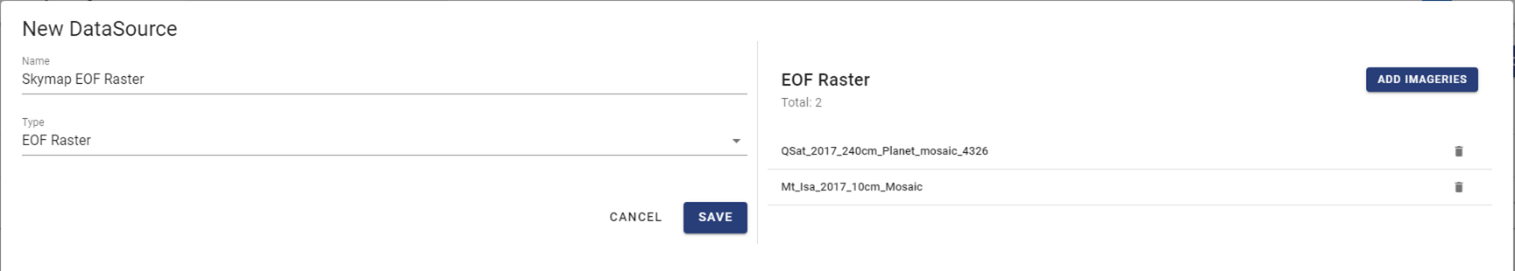 New DataSource
Name
Skymap EOF Raster
Type
EOF Raster
CANCEL
SAVE
EOF Raster
ADD IMAGERIES
Total: 2
QSat_2017_240cm_Planet_mosaic_4326
Mt_Isa_2017_10cm_Mosaic